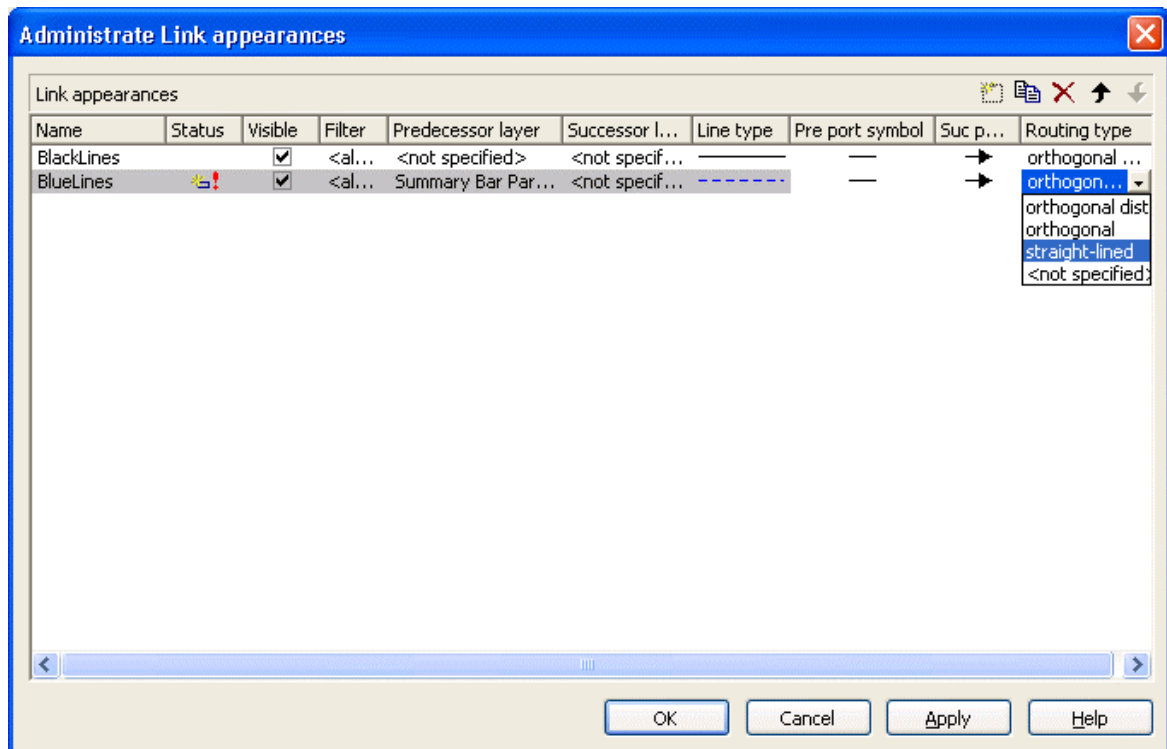 Administrate Link appearances
Link appearances
Name Status Visible Filter Predecessor layer Successor l... Line type Pre port symbol Suc p... Routing type
BlackLines <al... <not specified> <not specif... orthogonal ...
BlueLines <al... Summary Bar Par... <not specif... orthogon...
orthogonal dist
orthogonal
straight-lined
<not specified>
OK Cancel Apply Help